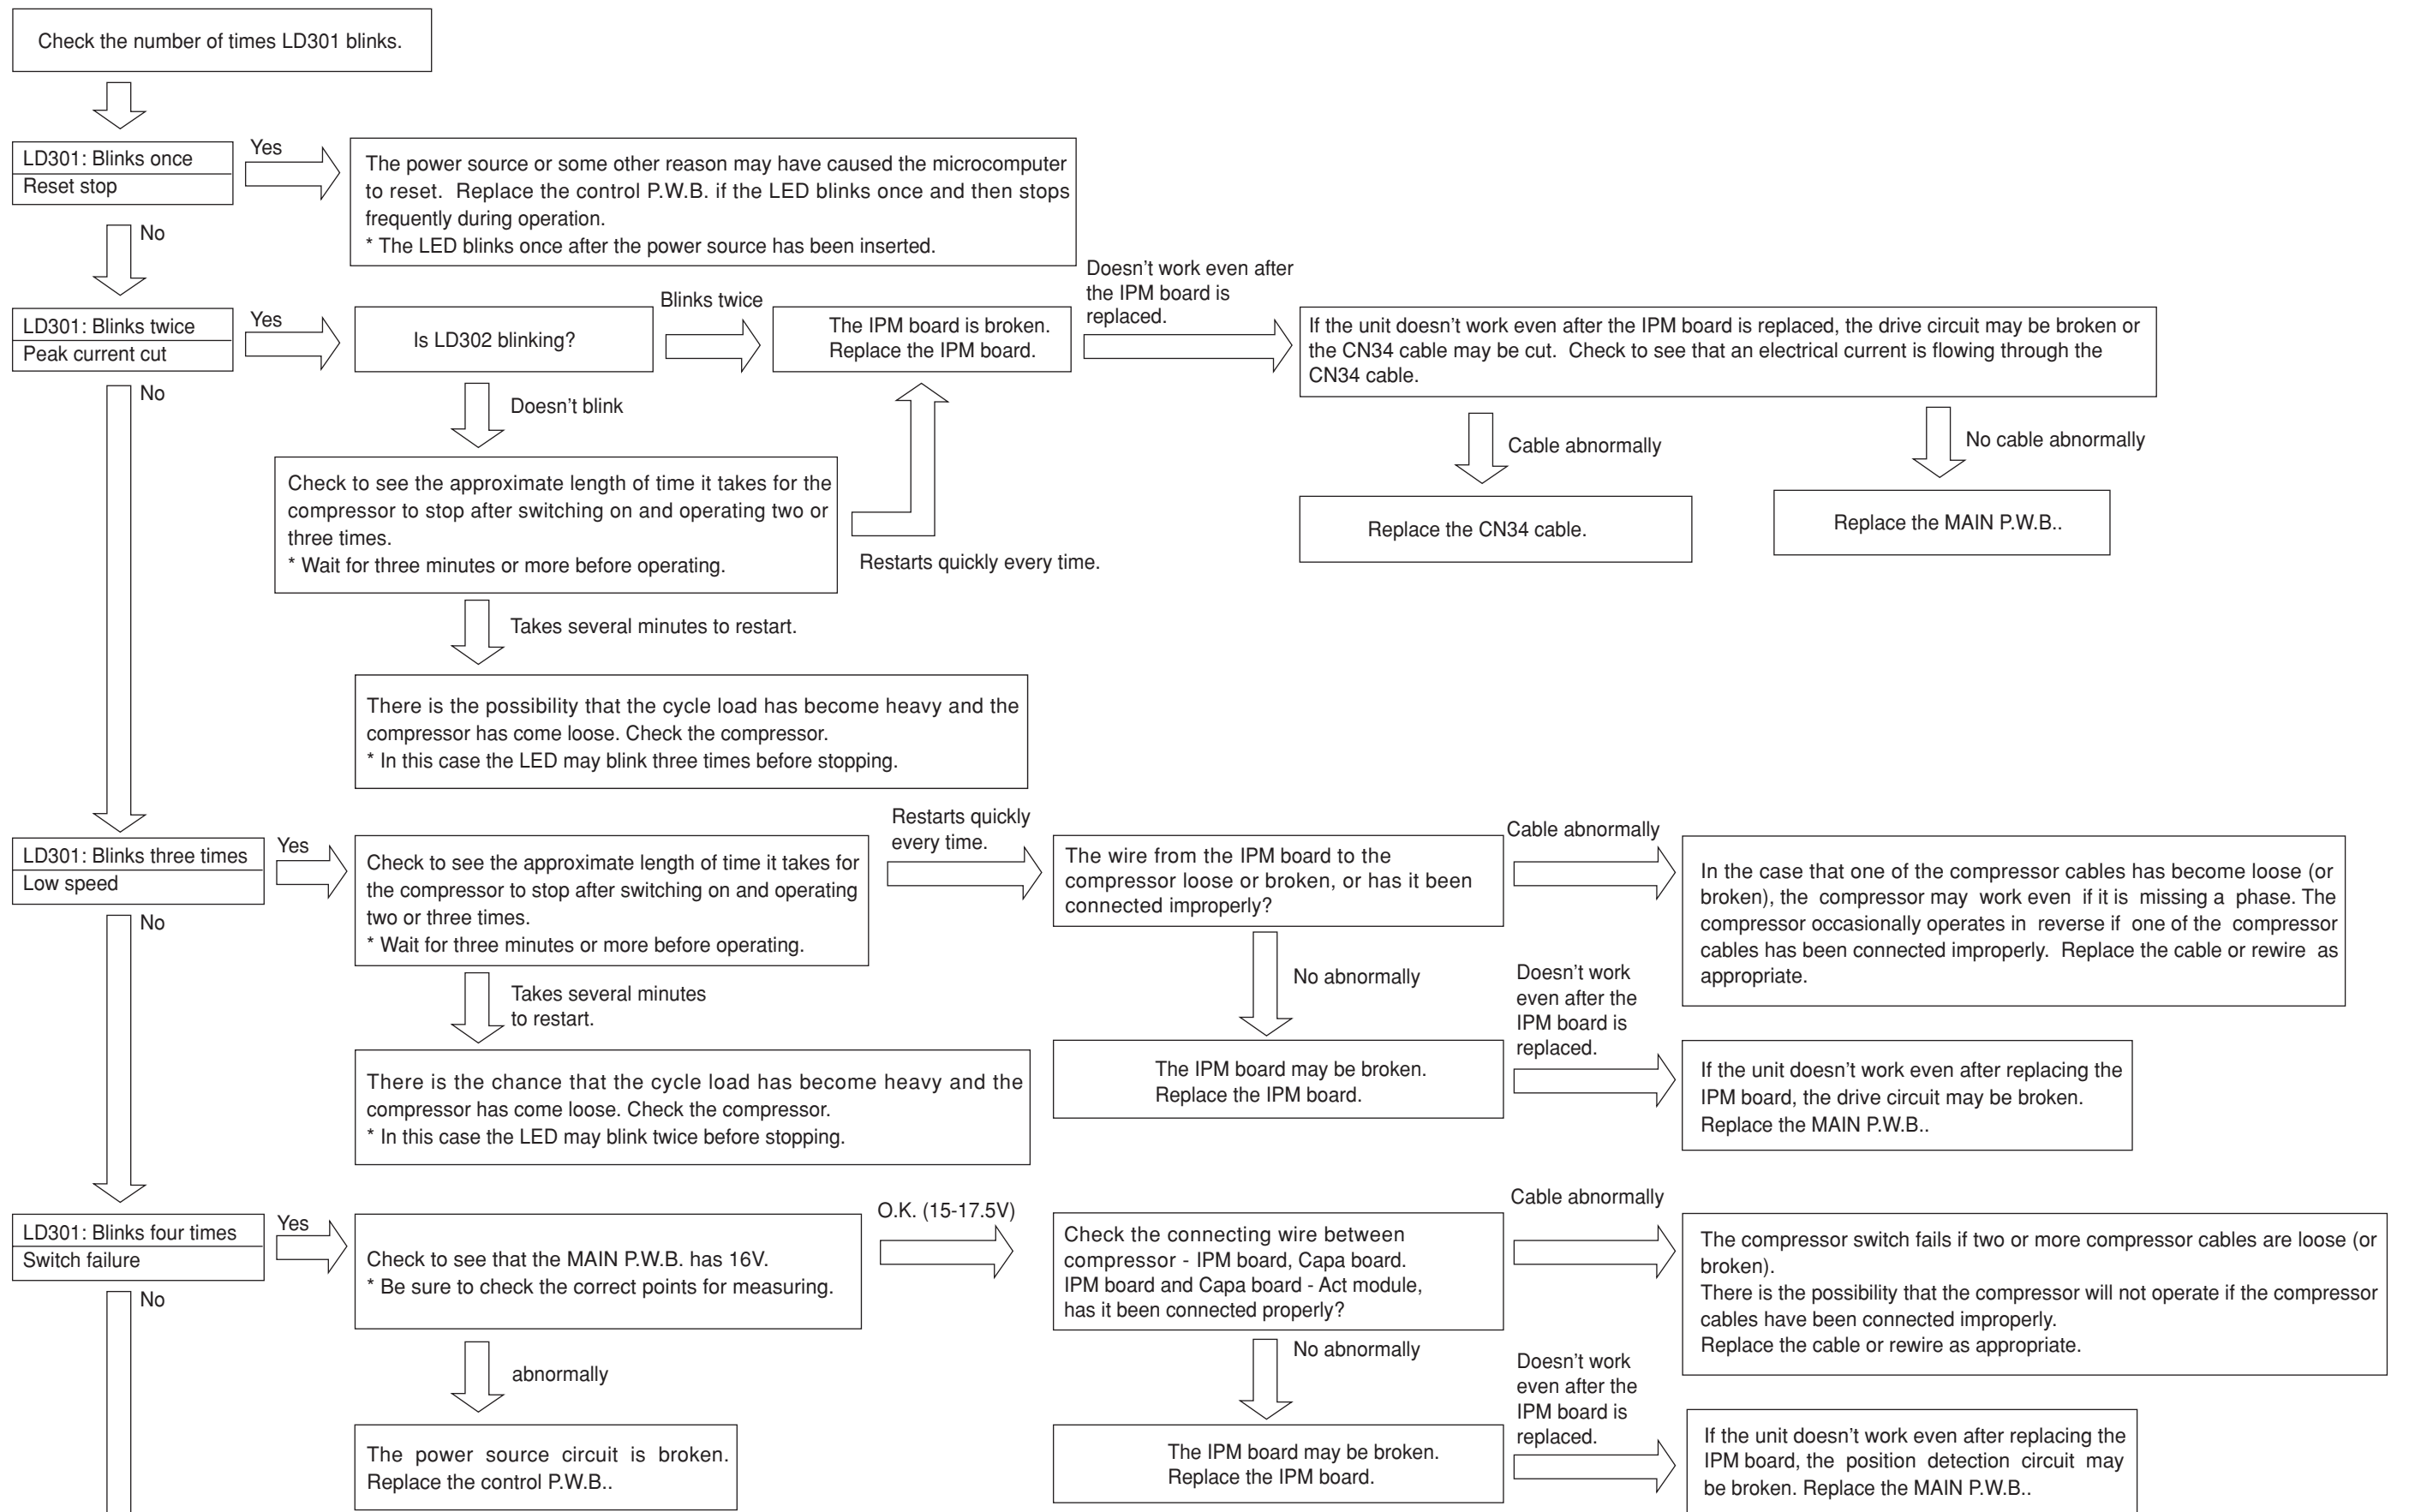 Check the number of times LD301 blinks.
LD301: Blinks once
Reset stop
Yes
The power source or some other reason may have caused the microcomputer
to reset. Replace the control P.W.B. if the LED blinks once and then stops
frequently during operation.
* The LED blinks once after the power source has been inserted.
No
LD301: Blinks twice
Peak current cut
Yes
Is LD302 blinking?
Blinks twice
The IPM board is broken.
Replace the IPM board.
Doesn't work even after
the IPM board is
replaced.
If the unit doesn't work even after the IPM board is replaced, the drive circuit may be broken or
the CN34 cable may be cut. Check to see that an electrical current is flowing through the
CN34 cable.
No
Doesn't blink
Cable abnormally
No cable abnormally
Check to see the approximate length of time it takes for the
compressor to stop after switching on and operating two or
three times.
* Wait for three minutes or more before operating.
Restarts quickly every time.
Replace the CN34 cable.
Replace the MAIN P.W.B..
Takes several minutes to restart.
There is the possibility that the cycle load has become heavy and the
compressor has come loose. Check the compressor.
* In this case the LED may blink three times before stopping.
LD301: Blinks three times
Low speed
Yes
Check to see the approximate length of time it takes for
the compressor to stop after switching on and operating
two or three times.
* Wait for three minutes or more before operating.
Restarts quickly
every time.
The wire from the IPM board to the
compressor loose or broken, or has it been
connected improperly?
Cable abnormally
In the case that one of the compressor cables has become loose (or
broken), the compressor may work even if it is missing a phase. The
compressor occasionally operates in reverse if one of the compressor
cables has been connected improperly. Replace the cable or rewire as
appropriate.
No
Takes several minutes
to restart.
No abnormally
Doesn't work
even after the
IPM board is
replaced.
There is the chance that the cycle load has become heavy and the
compressor has come loose. Check the compressor.
* In this case the LED may blink twice before stopping.
The IPM board may be broken.
Replace the IPM board.
If the unit doesn't work even after replacing the
IPM board, the drive circuit may be broken.
Replace the MAIN P.W.B..
LD301: Blinks four times
Switch failure
Yes
Check to see that the MAIN P.W.B. has 16V.
* Be sure to check the correct points for measuring.
O.K. (15-17.5V)
Check the connecting wire between
compressor - IPM board, Capa board.
IPM board and Capa board - Act module,
has it been connected properly?
Cable abnormally
The compressor switch fails if two or more compressor cables are loose (or
broken).
There is the possibility that the compressor will not operate if the compressor
cables have been connected improperly.
Replace the cable or rewire as appropriate.
No
abnormally
No abnormally
Doesn't work
even after the
IPM board is
replaced.
The power source circuit is broken.
Replace the control P.W.B..
The IPM board may be broken.
Replace the IPM board.
If the unit doesn't work even after replacing the
IPM board, the position detection circuit may
be broken. Replace the MAIN P.W.B..